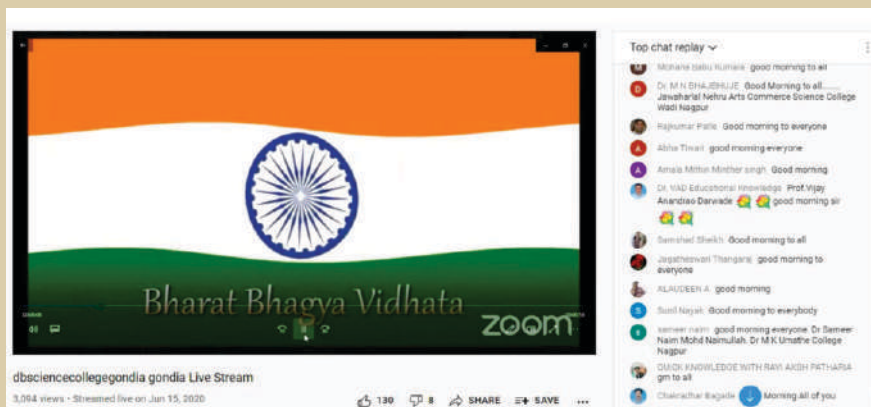 Bharat Bhagya Vidhata
zoom
dbsciencecollegegondia gondia Live Stream
3,094 views • Streamed live on Jun 15, 2020
130
8
SHARE
SAVE
Top chat replay
Mohana Babu Kumara good morning to all
D
Dr. M N BHAJBHUJE Good Morning to all........
Jawaharlal Nehru Arts Commerce Science College
Wadi Nagpur
Rajkumar Patle Good morning to everyone
A
Abha Tiwari good morning everyone
A
Amala Mithin Minther singh Good morning
Dr. VAD Educational Knowledge Prof.Vijay
Anandrao Darwade good morning sir
Samshad Sheikh Good morning to all
Jagatheswari Thangaraj good morning to
everyone
ALAUDEEN A good morning
S
Sunil Nayak Good morning to everybody
sameer naim good morning everyone. Dr Sameer
Naim Mohd Naimullah. Dr M K Umathe College
Nagpur
QUICK KNOWLEDGE WITH RAVI AKSH PATHARIA
gm to all
Chakradhar Bagade Morning All of you